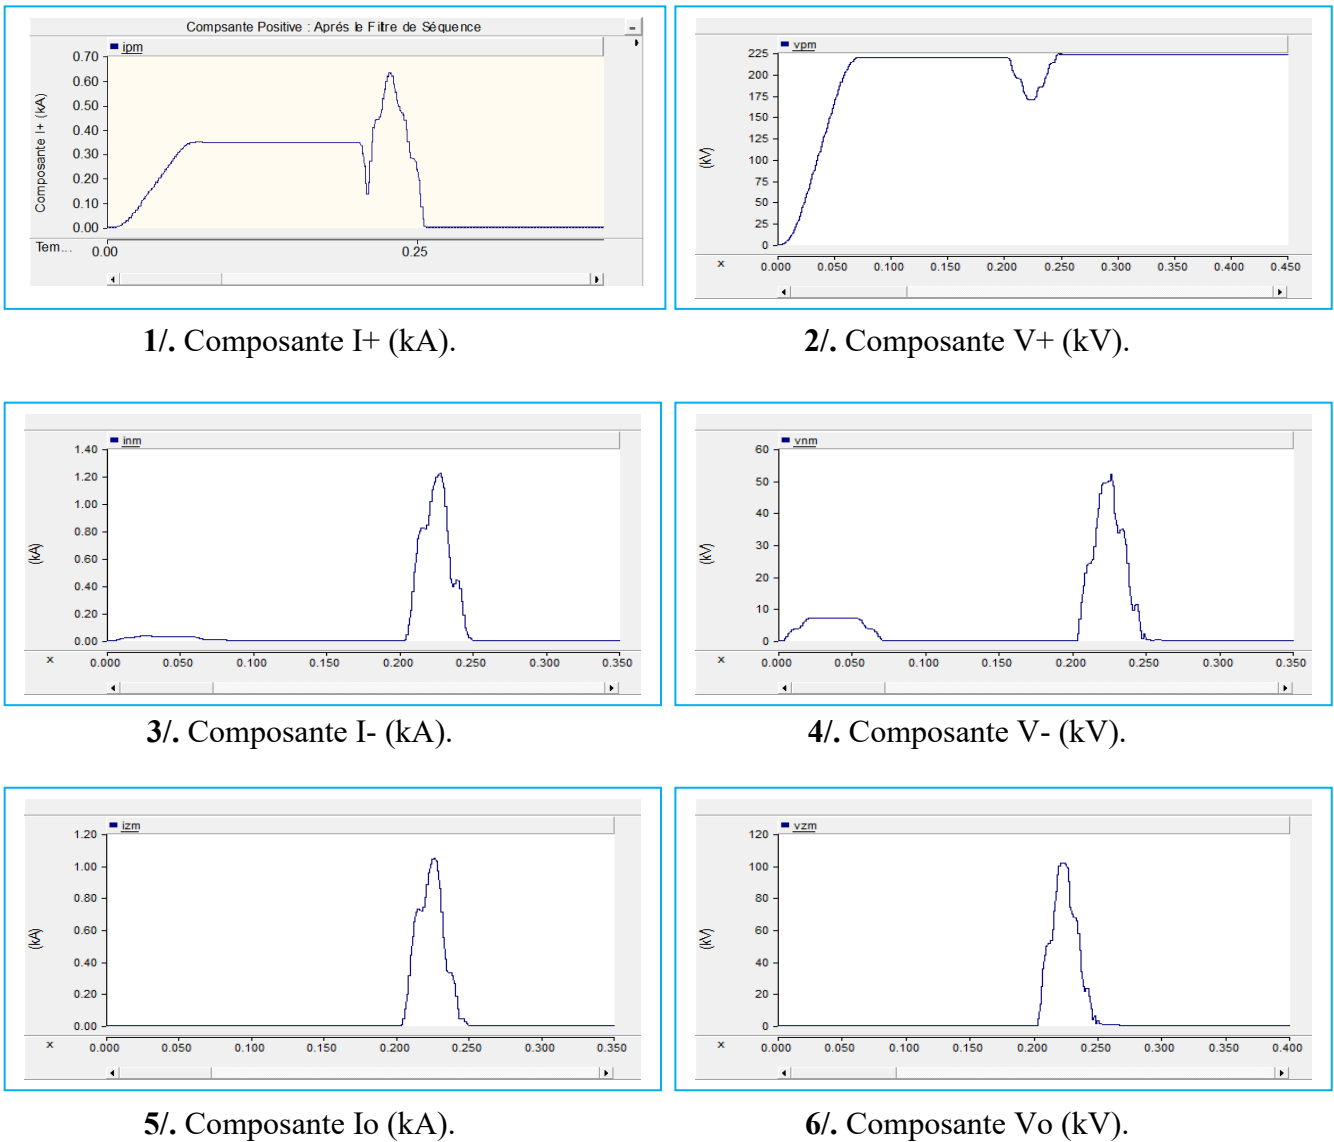 Compsante Positive : Aprés le Filtre de Séquence
ipm
Composante I+ (kA)
0.70
0.60
0.50
0.40
0.30
0.20
0.10
0.00
Tem...
0.00 0.25
vpm
(kV)
225
200
175
150
125
100
75
50
25
0
x
0.000 0.050 0.100 0.150 0.200 0.250 0.300 0.350 0.400 0.450
1/. Composante I+ (kA).
2/. Composante V+ (kV).
inm
(kA)
1.40
1.20
1.00
0.80
0.60
0.40
0.20
0.00
x
0.000 0.050 0.100 0.150 0.200 0.250 0.300 0.350
vnm
(kV)
60
50
40
30
20
10
0
x
0.000 0.050 0.100 0.150 0.200 0.250 0.300 0.350
3/. Composante I- (kA).
4/. Composante V- (kV).
izm
(kA)
1.20
1.00
0.80
0.60
0.40
0.20
0.00
x
0.000 0.050 0.100 0.150 0.200 0.250 0.300 0.350
vzm
(kV)
120
100
80
60
40
20
0
x
0.000 0.050 0.100 0.150 0.200 0.250 0.300 0.350 0.400
5/. Composante Io (kA).
6/. Composante Vo (kV).